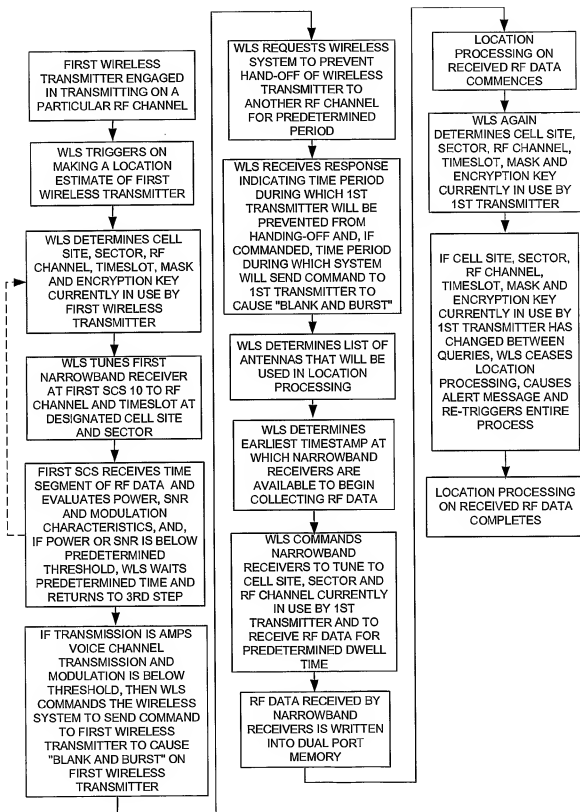 FIRST WIRELESS
TRANSMITTER ENGAGED
IN TRANSMITTING ON A
PARTICULAR RF CHANNEL
WLS TRIGGERS ON
MAKING A LOCATION
ESTIMATE OF FIRST
WIRELESS TRANSMITTER
WLS DETERMINES CELL
SITE, SECTOR, RF
CHANNEL, TIMESLOT, MASK
AND ENCRYPTION KEY
CURRENTLY IN USE BY
FIRST WIRELESS
TRANSMITTER
WLS TUNES FIRST
NARROWBAND RECEIVER
AT FIRST SCS 10 TO RF
CHANNEL AND TIMESLOT AT
DESIGNATED CELL SITE
AND SECTOR
FIRST SCS RECEIVES TIME
SEGMENT OF RF DATA AND
EVALUATES POWER, SNR
AND MODULATION
CHARACTERISTICS, AND,
IF POWER OR SNR IS BELOW
PREDETERMINED
THRESHOLD, WLS WAITS
PREDETERMINED TIME AND
RETURNS TO 3RD STEP
IF TRANSMISSION IS AMPS
VOICE CHANNEL
TRANSMISSION AND
MODULATION IS BELOW
THRESHOLD, THEN WLS
COMMANDS THE WIRELESS
SYSTEM TO SEND COMMAND
TO FIRST WIRELESS
TRANSMITTER TO CAUSE
"BLANK AND BURST" ON
FIRST WIRELESS
TRANSMITTER
WLS REQUESTS WIRELESS
SYSTEM TO PREVENT
HAND-OFF OF WIRELESS
TRANSMITTER TO
ANOTHER RF CHANNEL
FOR PREDETERMINED
PERIOD
WLS RECEIVES RESPONSE
INDICATING TIME PERIOD
DURING WHICH 1ST
TRANSMITTER WILL BE
PREVENTED FROM
HANDING-OFF AND, IF
COMMANDED, TIME PERIOD
DURING WHICH SYSTEM
WILL SEND COMMAND TO
1ST TRANSMITTER TO
CAUSE "BLANK AND BURST"
WLS DETERMINES LIST OF
ANTENNAS THAT WILL BE
USED IN LOCATION
PROCESSING
WLS DETERMINES
EARLIEST TIMESTAMP AT
WHICH NARROWBAND
RECEIVERS ARE
AVAILABLE TO BEGIN
COLLECTING RF DATA
WLS COMMANDS
NARROWBAND
RECEIVERS TO TUNE TO
CELL SITE, SECTOR AND
RF CHANNEL CURRENTLY
IN USE BY 1ST
TRANSMITTER AND TO
RECEIVE RF DATA FOR
PREDETERMINED DWELL
TIME
RF DATA RECEIVED BY
NARROWBAND
RECEIVERS IS WRITTEN
INTO DUAL PORT
MEMORY
LOCATION
PROCESSING ON
RECEIVED RF DATA
COMMENCES
WLS AGAIN
DETERMINES CELL SITE,
SECTOR, RF CHANNEL,
TIMESLOT, MASK AND
ENCRYPTION KEY
CURRENTLY IN USE BY
1ST TRANSMITTER
IF CELL SITE, SECTOR,
RF CHANNEL,
TIMESLOT, MASK AND
ENCRYPTION KEY
CURRENTLY IN USE BY
1ST TRANSMITTER HAS
CHANGED BETWEEN
QUERIES, WLS CEASES
LOCATION
PROCESSING, CAUSES
ALERT MESSAGE AND
RE-TRIGGERS ENTIRE
PROCESS
LOCATION PROCESSING
ON RECEIVED RF DATA
COMPLETES